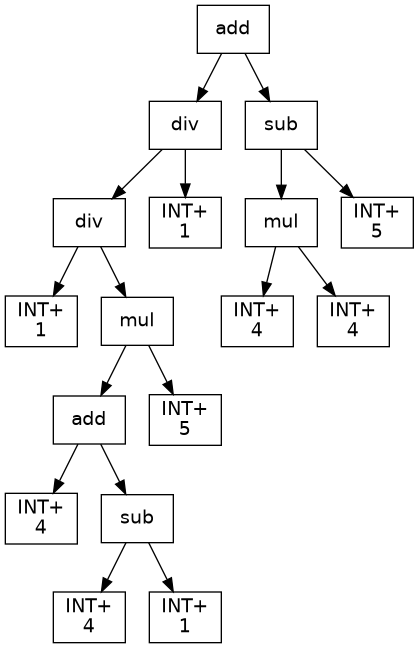 add
div
sub
div
INT+
1
mul
INT+
5
INT+
1
mul
INT+
4
INT+
4
add
INT+
5
INT+
4
sub
INT+
4
INT+
1